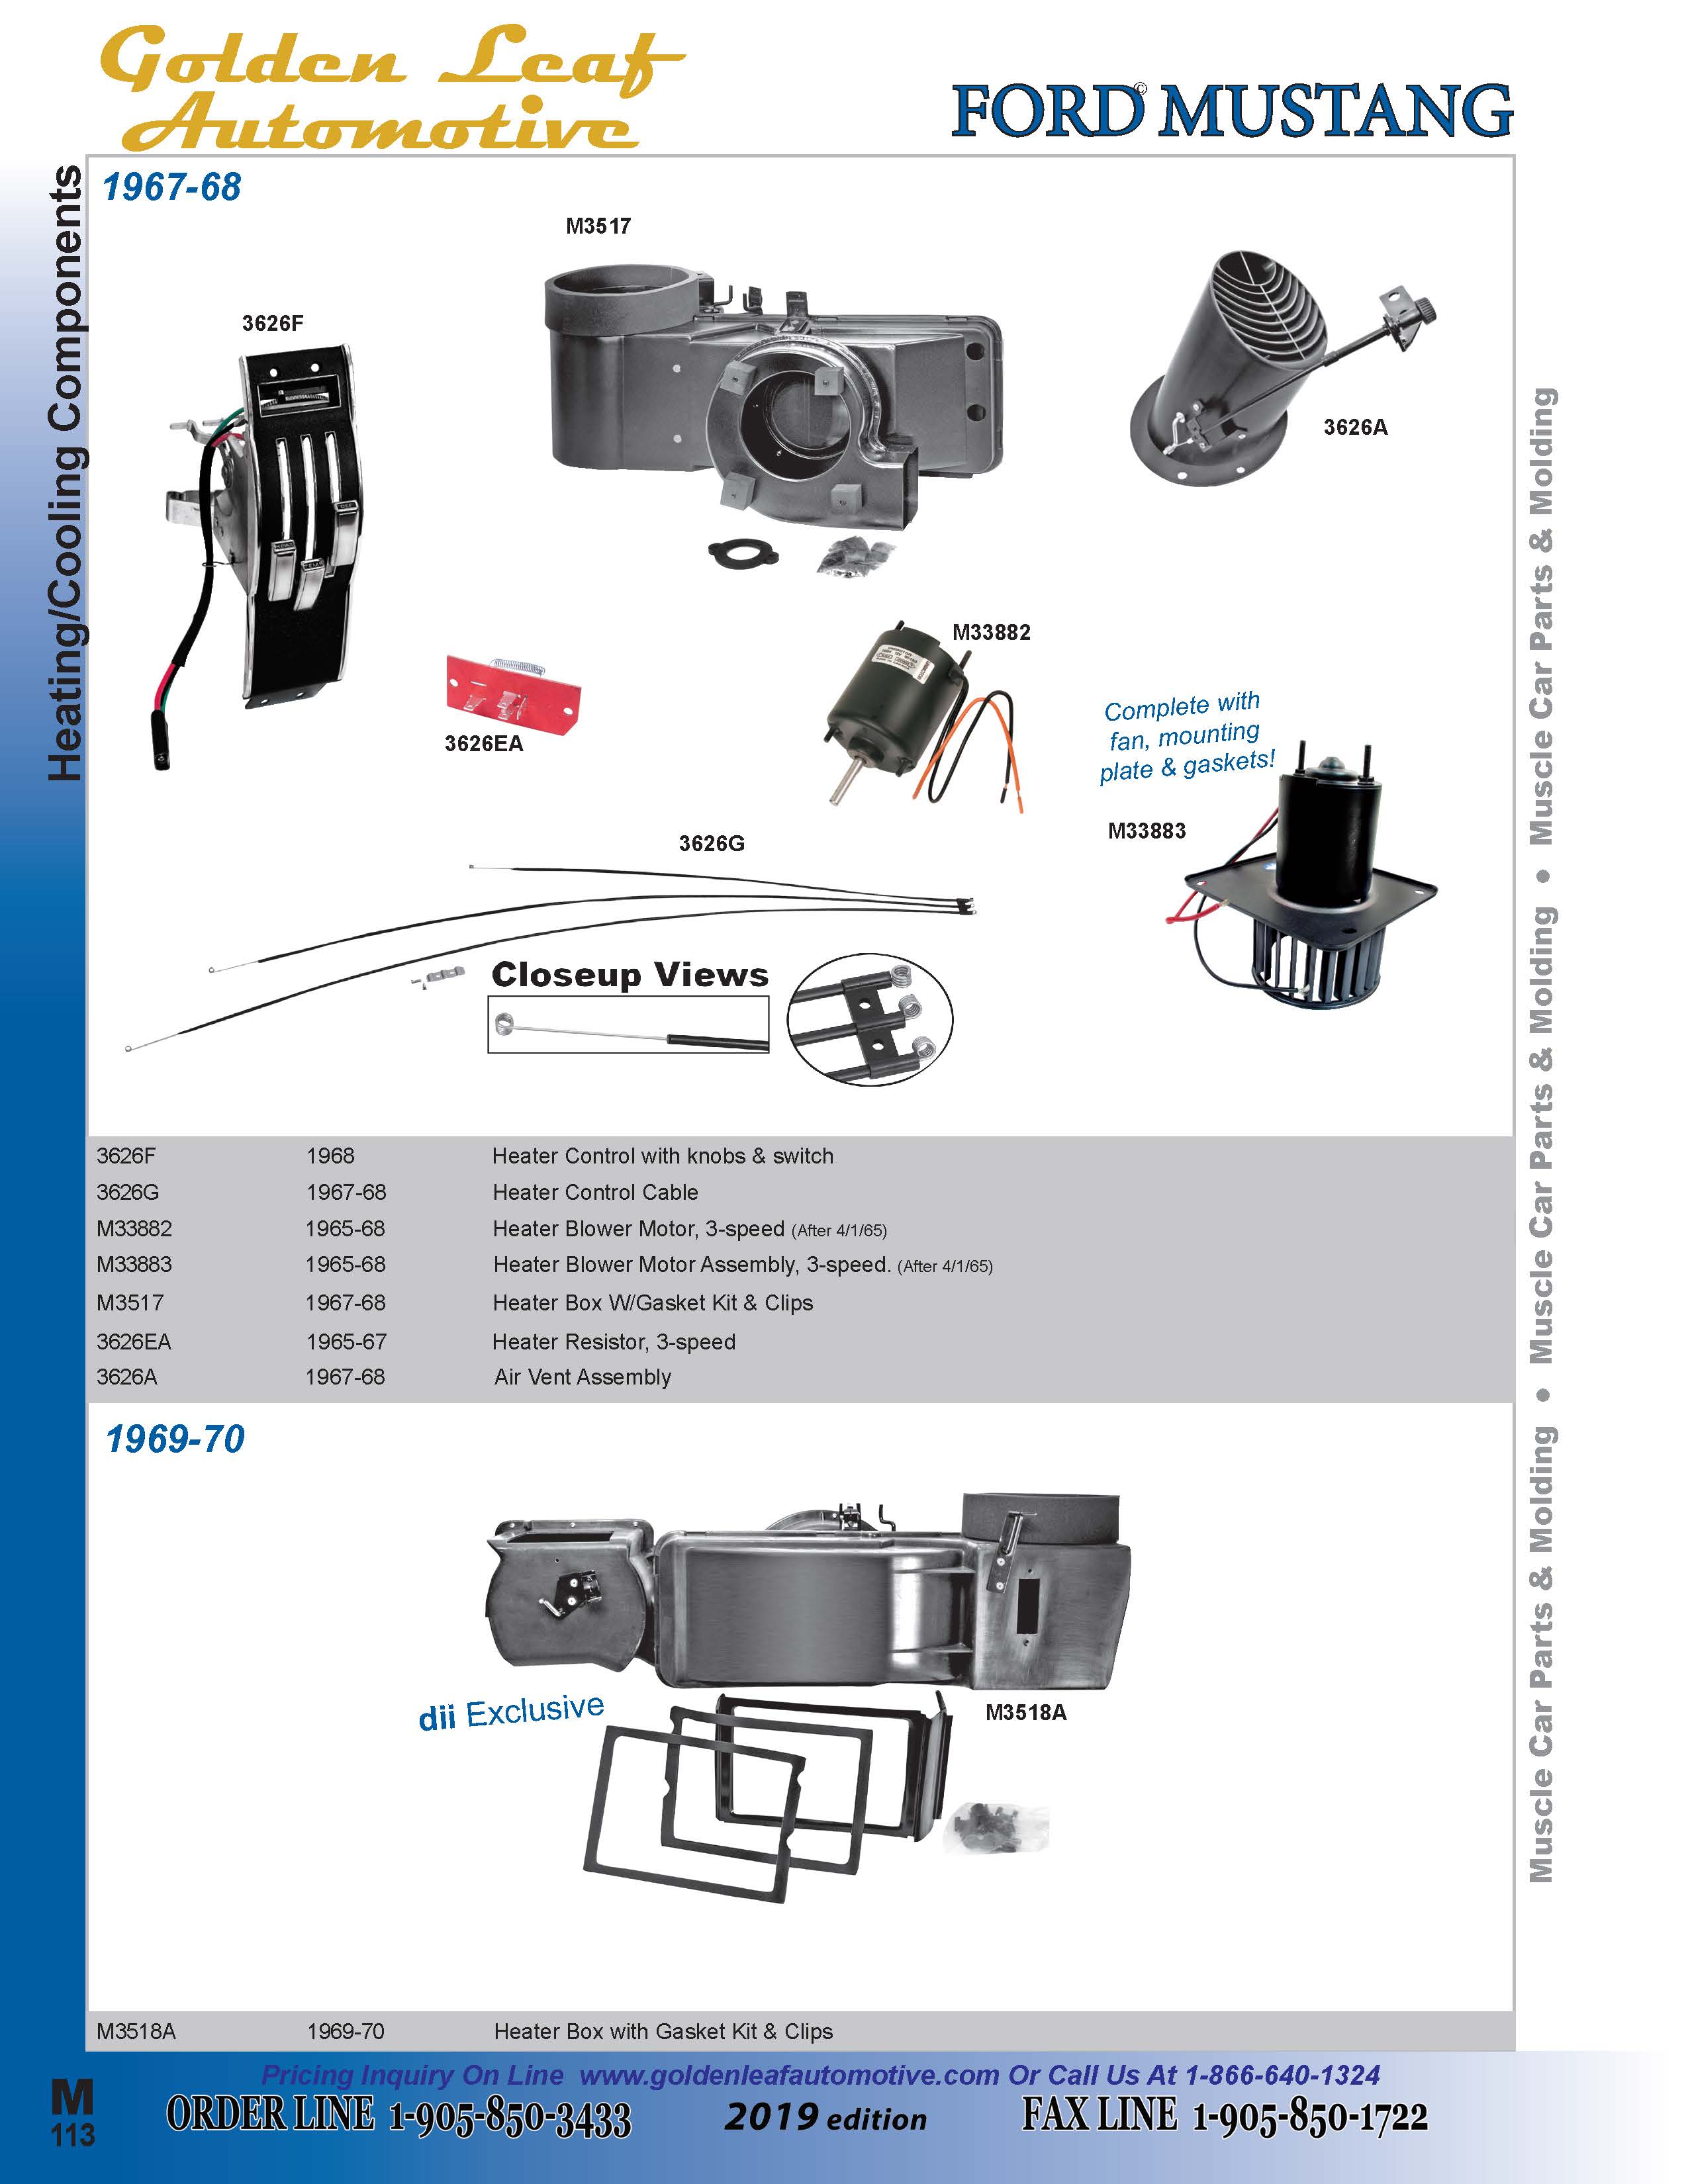 Golden Leaf
Automotive
FORD© MUSTANG
Heating/Cooling Components
1967-68
M3517
3626F
3626A
M33882
3626EA
Complete with
fan, mounting
plate & gaskets!
M33883
3626G
Closeup Views
3626F 1968 Heater Control with knobs & switch
3626G 1967-68 Heater Control Cable
M33882 1965-68 Heater Blower Motor, 3-speed (After 4/1/65)
M33883 1965-68 Heater Blower Motor Assembly, 3-speed. (After 4/1/65)
M3517 1967-68 Heater Box W/Gasket Kit & Clips
3626EA 1965-67 Heater Resistor, 3-speed
3626A 1967-68 Air Vent Assembly
1969-70
dii Exclusive
M3518A
M3518A 1969-70 Heater Box with Gasket Kit & Clips
Muscle Car Parts & Molding • Muscle Car Parts & Molding • Muscle Car Parts & Molding
Pricing Inquiry On Line www.goldenleafautomotive.com Or Call Us At 1-866-640-1324
M
113
ORDER LINE 1-905-850-3433
2019 edition
FAX LINE 1-905-850-1722